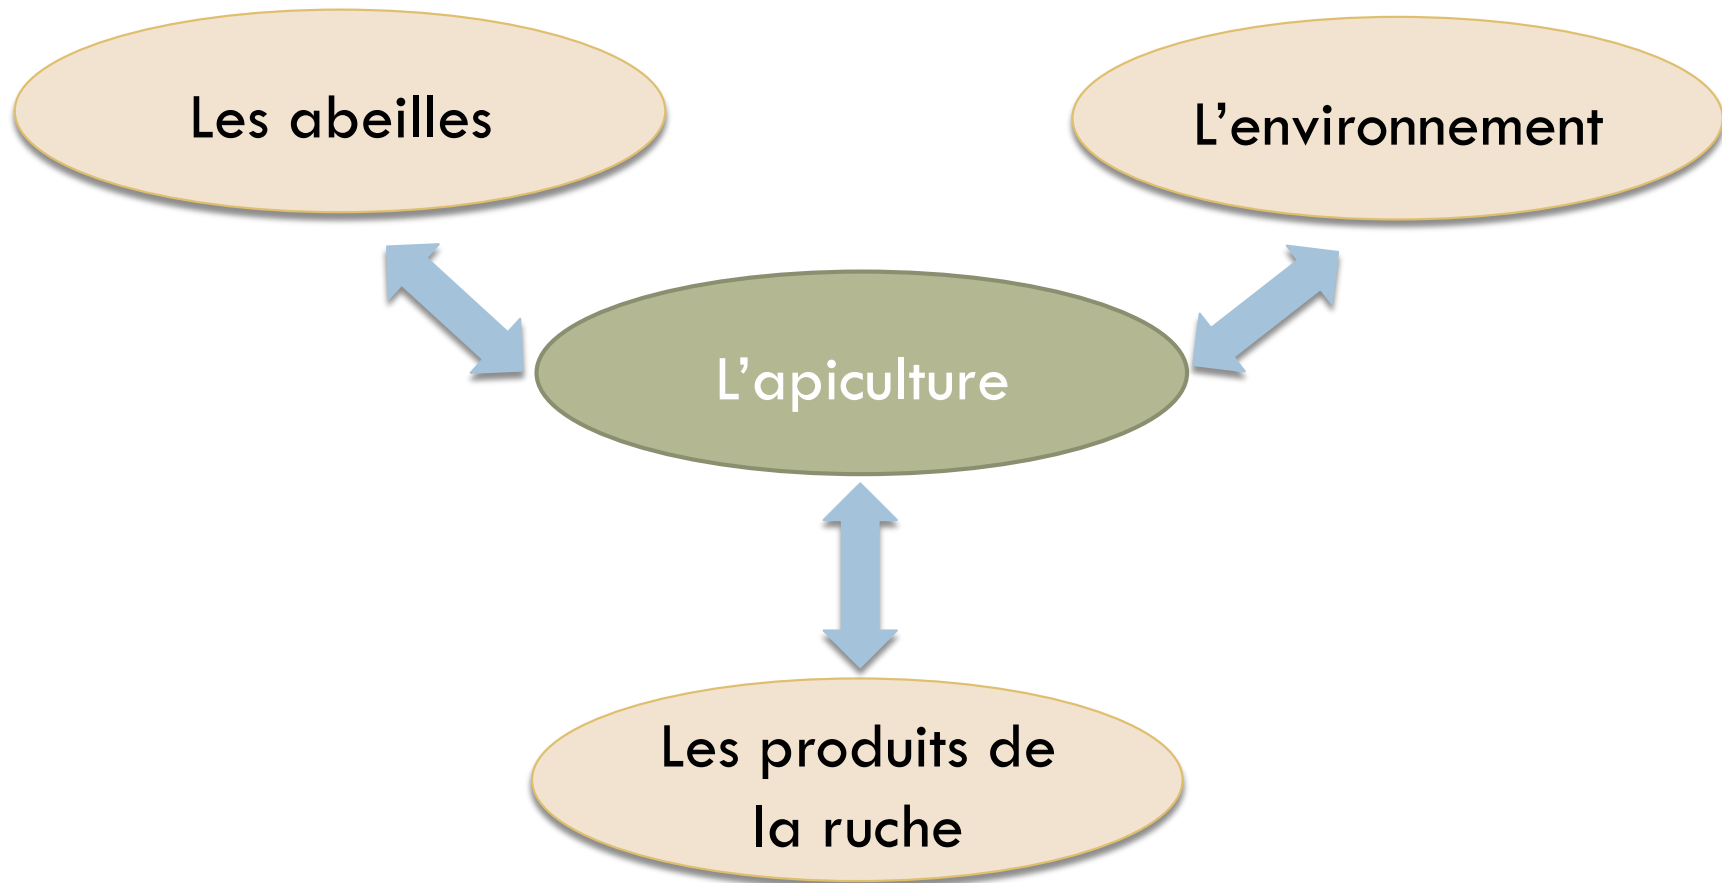 Les abeilles
L’environnement
L’apiculture
Les produits de
la ruche